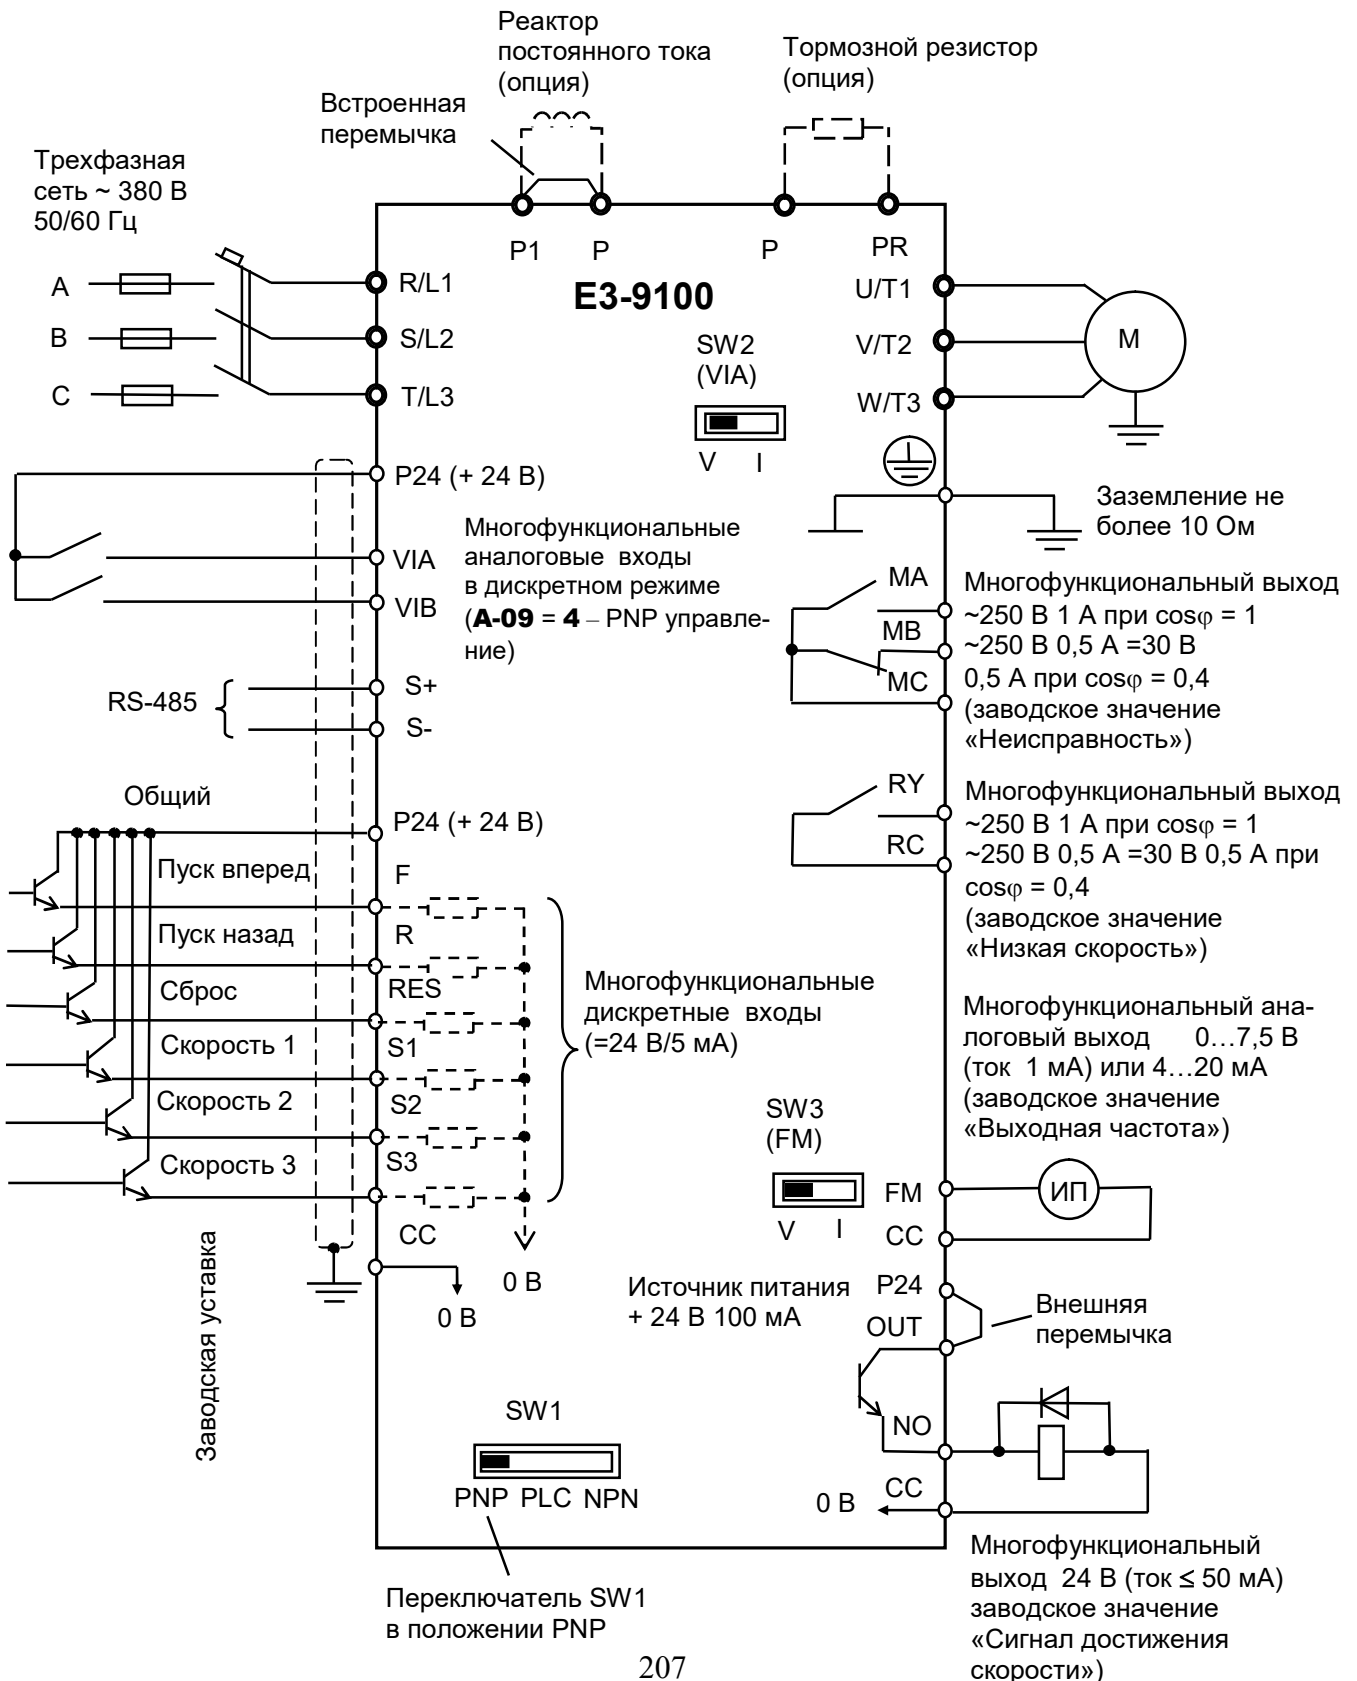 Реактор
постоянного тока
(опция)
Тормозной резистор
(опция)
Встроенная
перемычка
Трехфазная
сеть ~ 380 В
50/60 Гц
P1
P
P
PR
A
B
C
R/L1
S/L2
T/L3
E3-9100
U/T1
V/T2
W/T3
M
SW2
(VIA)
V I
P24 (+ 24 В)
VIA
VIB
Многофункциональные
аналоговые входы
в дискретном режиме
(A-09 = 4 – PNP управле-
ние)
Заземление не
более 10 Ом
MA
MB
MC
Многофункциональный выход
~250 В 1 А при cosφ = 1
~250 В 0,5 А =30 В
0,5 А при cosφ = 0,4
(заводское значение
«Неисправность»)
RS-485
S+
S-
RY
RC
Многофункциональный выход
~250 В 1 А при cosφ = 1
~250 В 0,5 А =30 В 0,5 А при
cosφ = 0,4
(заводское значение
«Низкая скорость»)
Общий
P24 (+ 24 В)
Пуск вперед
F
Пуск назад
R
Сброс
RES
Скорость 1
S1
Скорость 2
S2
Скорость 3
S3
CC
0 В
0 В
Многофункциональные
дискретные входы
(=24 В/5 мА)
Многофункциональный ана-
логовый выход 0…7,5 В
(ток 1 мА) или 4…20 мА
(заводское значение
«Выходная частота»)
SW3
(FM)
V I
FM
CC
ИП
Заводская уставка
Источник питания
+ 24 В 100 мА
P24
OUT
Внешняя
перемычка
NO
CC
0 В
SW1
PNP PLC NPN
Переключатель SW1
в положении PNP
Многофункциональный
выход 24 В (ток ≤ 50 мА)
заводское значение
«Сигнал достижения
скорости»)
207